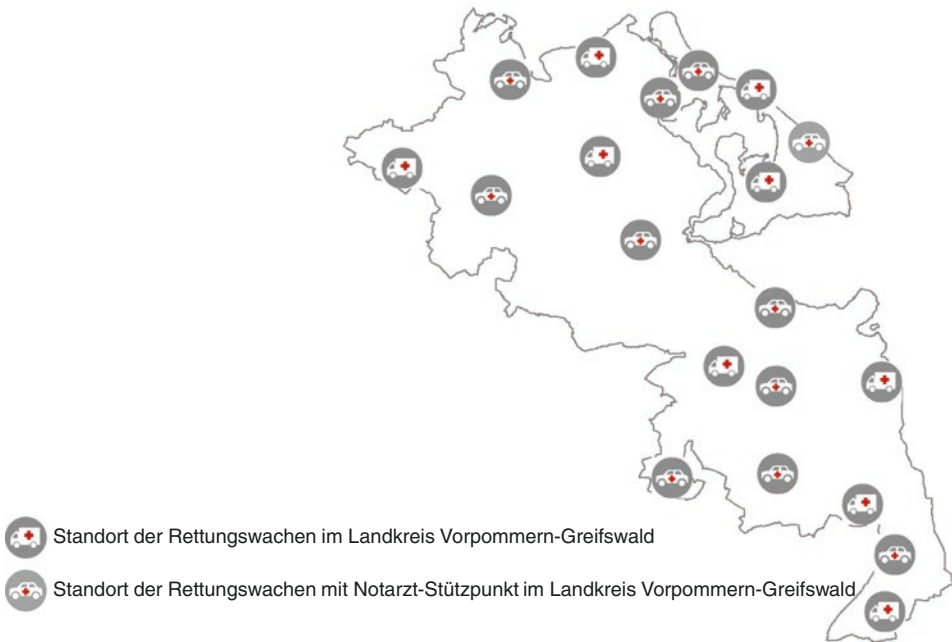 Standort der Rettungswachen im Landkreis Vorpommern-Greifswald
Standort der Rettungswachen mit Notarzt-Stützpunkt im Landkreis Vorpommern-Greifswald